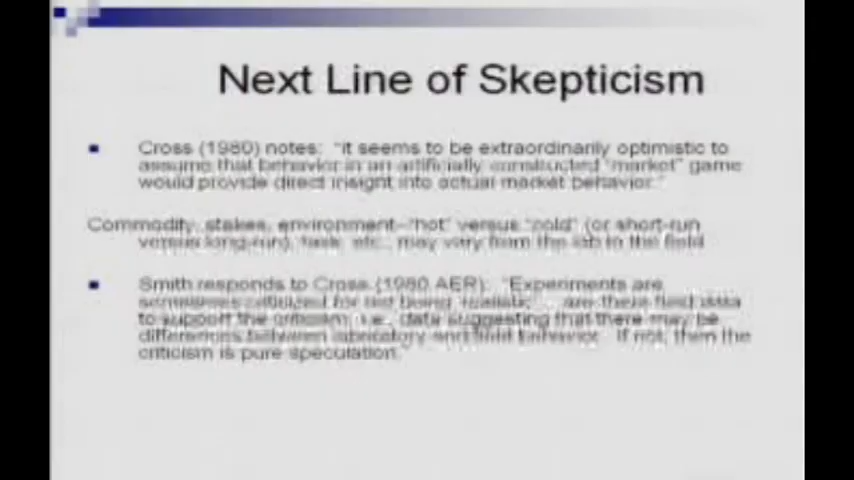 Next Line of Skepticism
Cross (1980) notes: "it seems to be extraordinarily optimistic to
assume that behavior in an artificially constructed "market" game
would provide direct insight into actual market behavior."
Commodity, stakes, environment--"hot" versus "cold" (or short-run
versus long-run), task, etc., may vary from the lab to the field
Smith responds to Cross (1980 AER): "Experiments are
sometimes criticized for not being 'realistic'... are there field data
to support the criticism, i.e., data suggesting that there may be
differences between laboratory and field behavior. If not, then the
criticism is pure speculation."